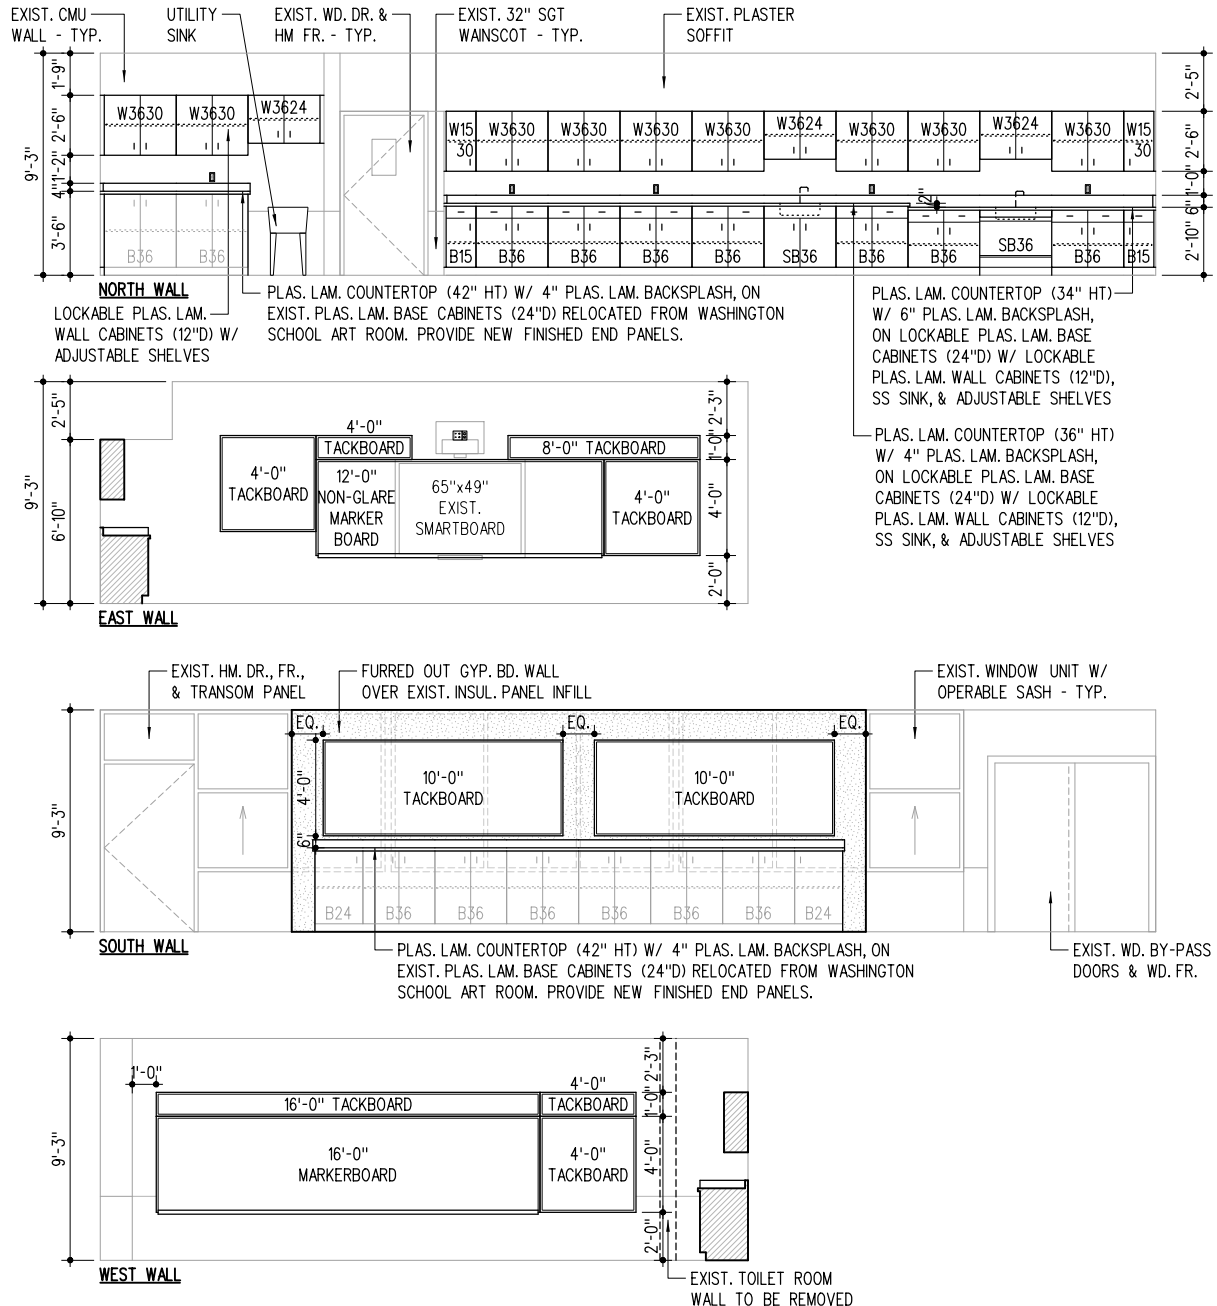 EXIST. CMU
WALL - TYP.
UTILITY
SINK
EXIST. WD. DR. &
HM FR. - TYP.
EXIST. 32" SGT
WAINSCOT - TYP.
EXIST. PLASTER
SOFFIT
9'-3"
1'-9"
2'-6"
1'-2"
4"
3'-6"
W3630
W3630
W3624
B36
B36
W15
30
W3630
W3630
W3630
W3630
W3624
W3630
W3630
W3624
W3630
W15
30
2"
B15
B36
B36
B36
B36
SB36
B36
B36
SB36
B36
B15
2'-5"
2'-6"
1'-0"
6"
2'-10"
NORTH WALL
LOCKABLE PLAS. LAM.
WALL CABINETS (12"D) W/
ADJUSTABLE SHELVES
PLAS. LAM. COUNTERTOP (42" HT) W/ 4" PLAS. LAM. BACKSPLASH, ON
EXIST. PLAS. LAM. BASE CABINETS (24"D) RELOCATED FROM WASHINGTON
SCHOOL ART ROOM. PROVIDE NEW FINISHED END PANELS.
PLAS. LAM. COUNTERTOP (34" HT)
W/ 6" PLAS. LAM. BACKSPLASH,
ON LOCKABLE PLAS. LAM. BASE
CABINETS (24"D) W/ LOCKABLE
PLAS. LAM. WALL CABINETS (12"D),
SS SINK, & ADJUSTABLE SHELVES
PLAS. LAM. COUNTERTOP (36" HT)
W/ 4" PLAS. LAM. BACKSPLASH,
ON LOCKABLE PLAS. LAM. BASE
CABINETS (24"D) W/ LOCKABLE
PLAS. LAM. WALL CABINETS (12"D),
SS SINK, & ADJUSTABLE SHELVES
9'-3"
2'-5"
6'-10"
4'-0"
TACKBOARD
4'-0"
TACKBOARD
12'-0"
NON-GLARE
MARKER
BOARD
65"x49"
EXIST.
SMARTBOARD
8'-0" TACKBOARD
4'-0"
TACKBOARD
2'-3"
1'-0"
4'-0"
2'-0"
EAST WALL
EXIST. HM. DR., FR.,
& TRANSOM PANEL
FURRED OUT GYP. BD. WALL
OVER EXIST. INSUL. PANEL INFILL
EXIST. WINDOW UNIT W/
OPERABLE SASH - TYP.
9'-3"
EQ.
EQ.
EQ.
4'-0"
6"
10'-0"
TACKBOARD
10'-0"
TACKBOARD
B24
B36
B36
B36
B36
B36
B36
B24
SOUTH WALL
PLAS. LAM. COUNTERTOP (42" HT) W/ 4" PLAS. LAM. BACKSPLASH, ON
EXIST. PLAS. LAM. BASE CABINETS (24"D) RELOCATED FROM WASHINGTON
SCHOOL ART ROOM. PROVIDE NEW FINISHED END PANELS.
EXIST. WD. BY-PASS
DOORS & WD. FR.
9'-3"
1'-0"
16'-0" TACKBOARD
4'-0"
TACKBOARD
16'-0"
MARKERBOARD
4'-0"
TACKBOARD
2'-3"
1'-0"
4'-0"
2'-0"
WEST WALL
EXIST. TOILET ROOM
WALL TO BE REMOVED